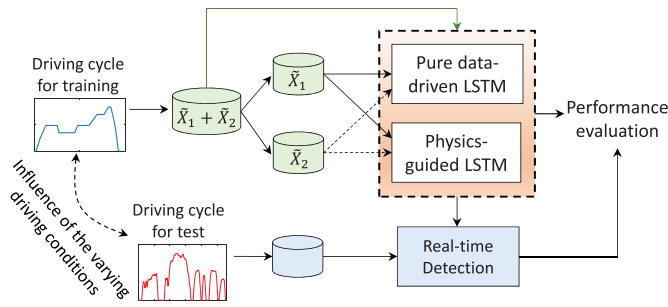 Driving cycle
for training
X̃₁ + X̃₂
X̃₁
X̃₂
Pure data-
driven LSTM
Physics-
guided LSTM
Performance
evaluation
Influence of the varying
driving conditions
Driving cycle
for test
Real-time
Detection